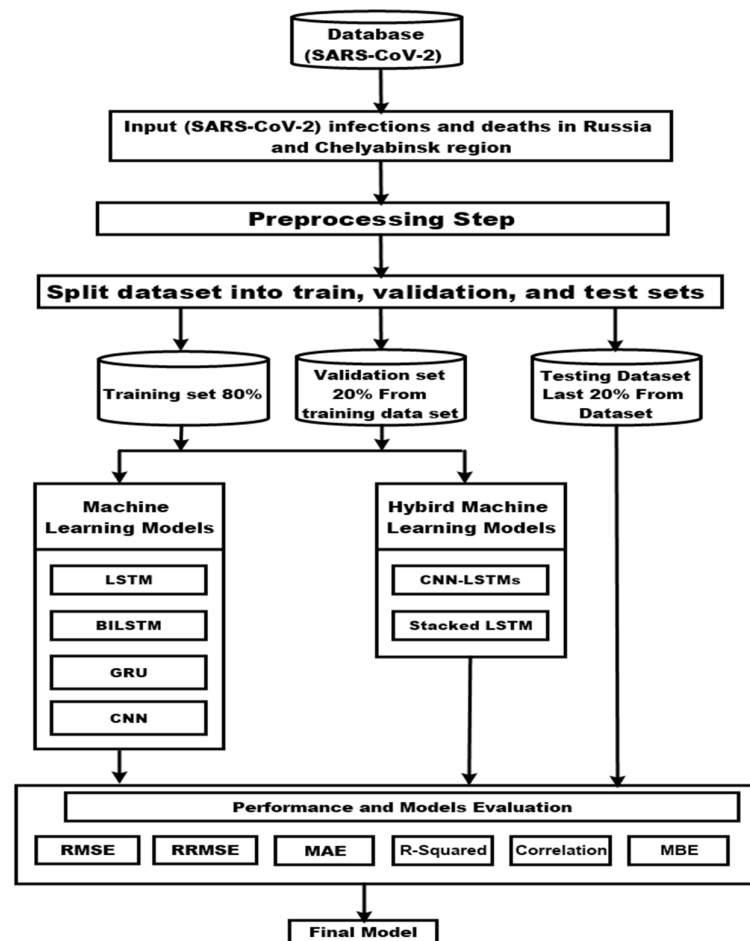 Database
(SARS-CoV-2)
Input (SARS-CoV-2) infections and deaths in Russia
and Chelyabinsk region
Preprocessing Step
Split dataset into train, validation, and test sets
Training set 80%
Validation set
20% From
training data set
Testing Dataset
Last 20% From
Dataset
Machine
Learning Models
LSTM
BILSTM
GRU
CNN
Hybird Machine
Learning Models
CNN-LSTMs
Stacked LSTM
Performance and Models Evaluation
RMSE
RRMSE
MAE
R-Squared
Correlation
MBE
Final Model